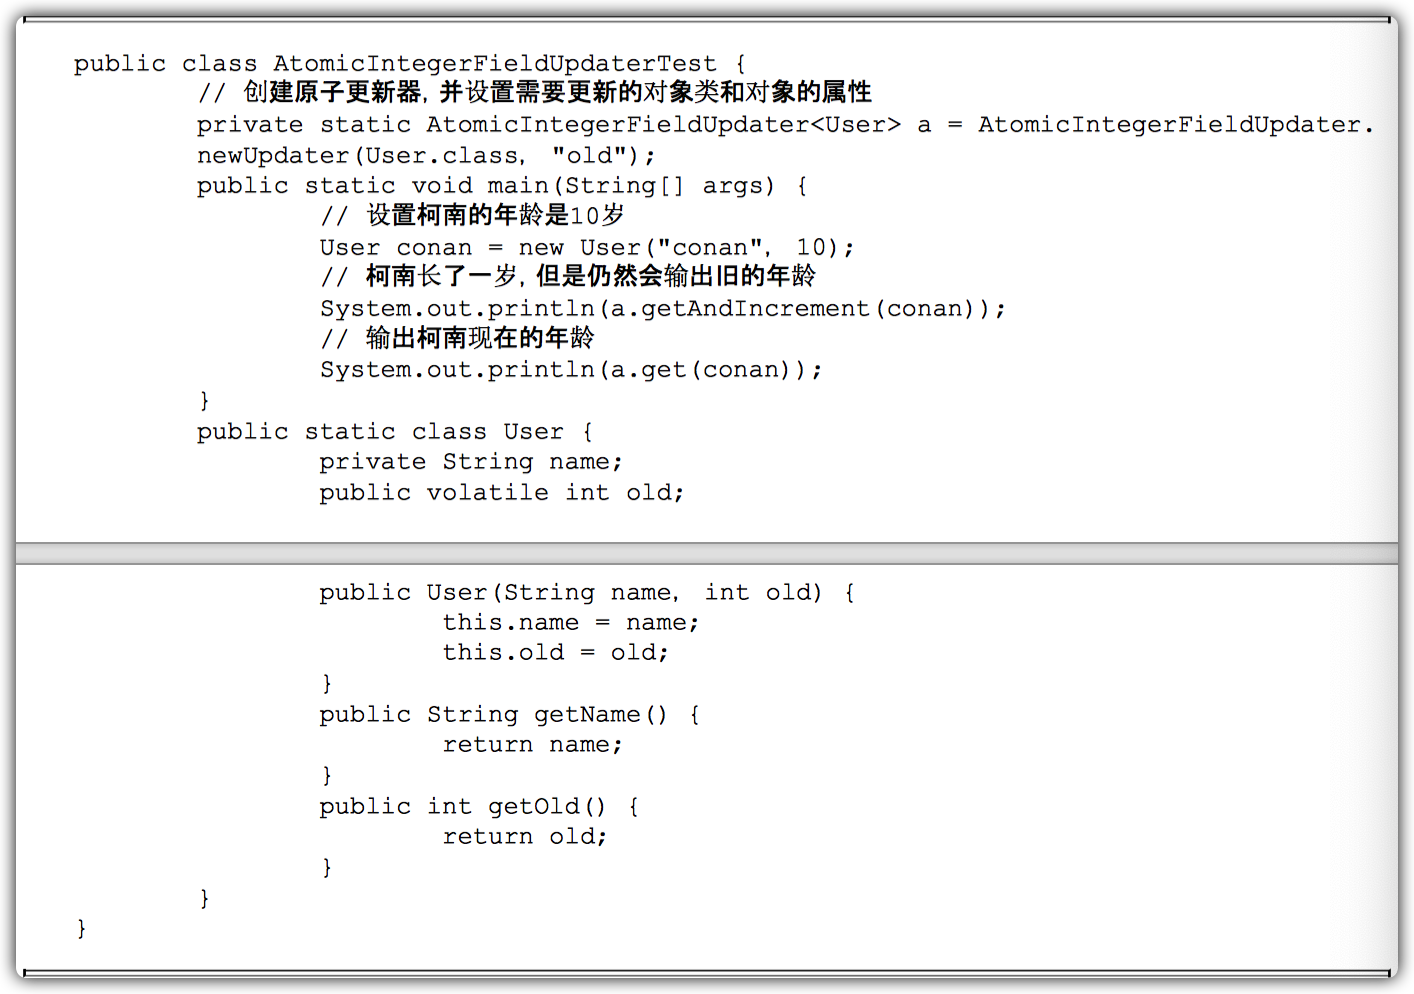 public class AtomicIntegerFieldUpdaterTest {
// 创建原子更新器, 并设置需要更新的对象类和对象的属性
private static AtomicIntegerFieldUpdater<User> a = AtomicIntegerFieldUpdater.
newUpdater(User.class, "old");
public static void main(String[] args) {
// 设置柯南的年龄是10岁
User conan = new User("conan", 10);
// 柯南长了一岁, 但是仍然会输出旧的年龄
System.out.println(a.getAndIncrement(conan));
// 输出柯南现在的年龄
System.out.println(a.get(conan));
}
public static class User {
private String name;
public volatile int old;
public User(String name, int old) {
this.name = name;
this.old = old;
}
public String getName() {
return name;
}
public int getOld() {
return old;
}
}
}